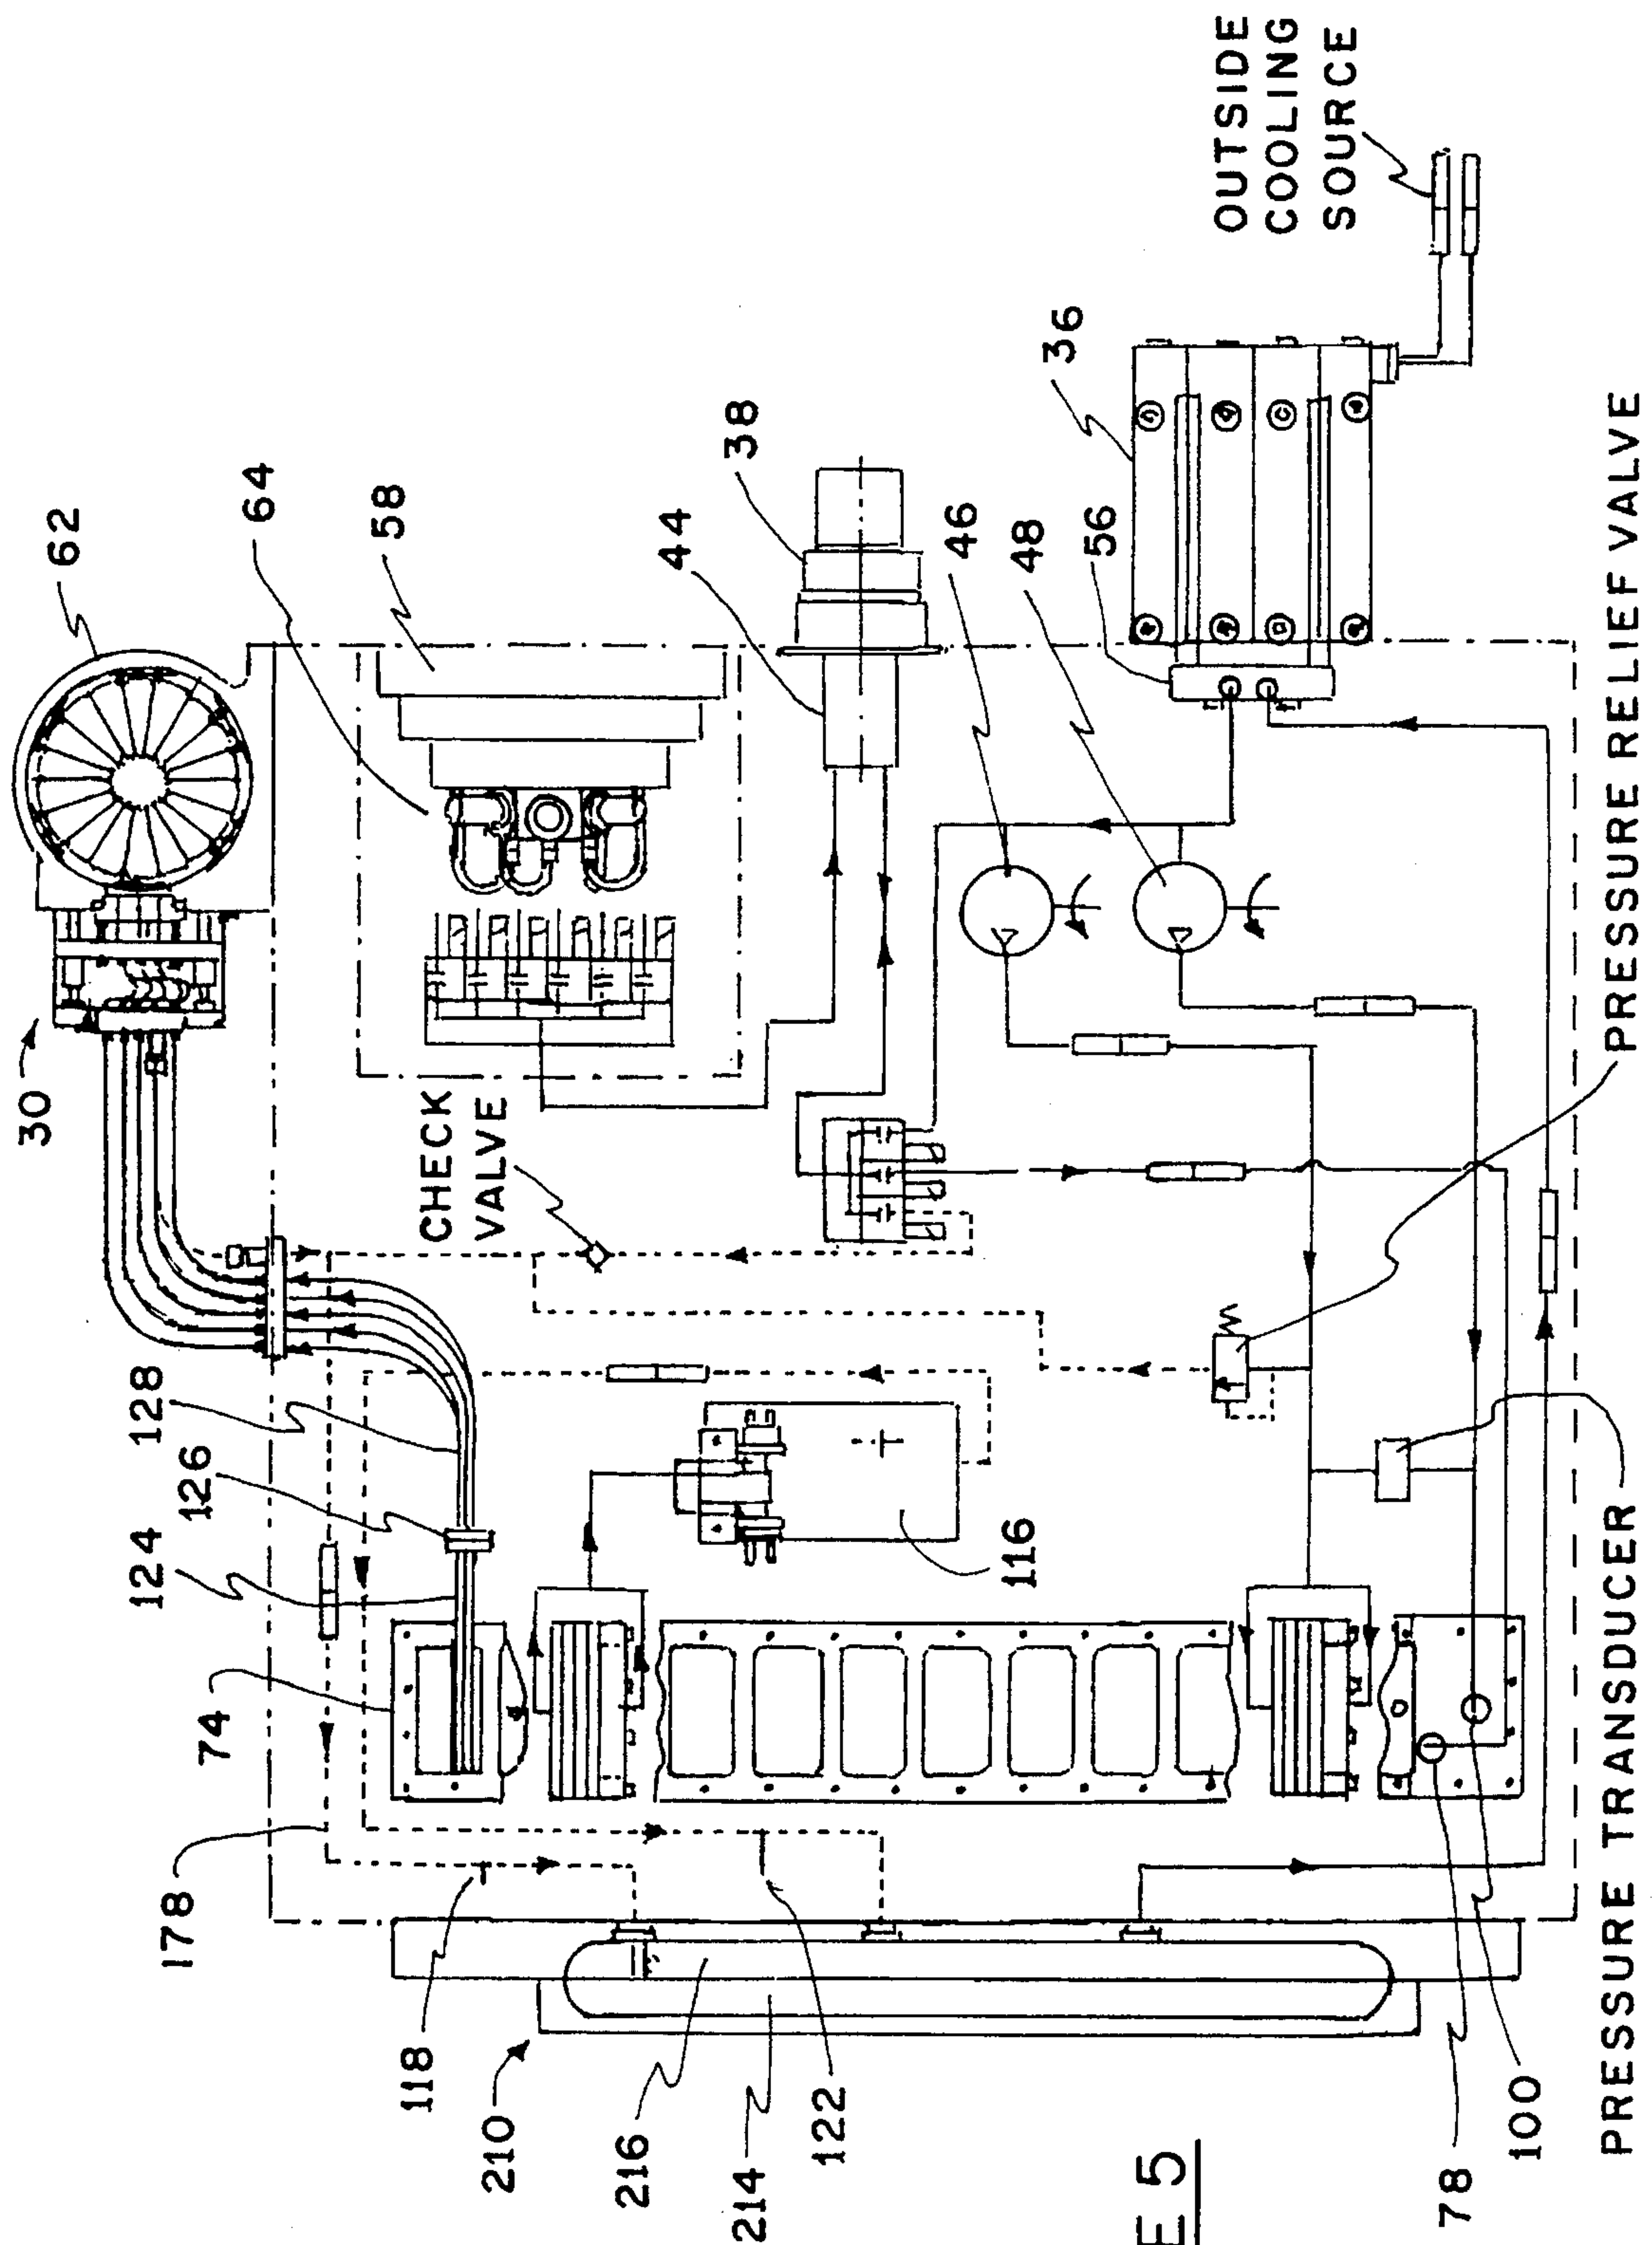 30
62
64
58
44
38
46
48
56
36
OUTSIDE
COOLING
SOURCE
CHECK
VALVE
PRESSURE RELIEF VALVE
128
126
124
74
178
116
118
210
216
214
122
78
100
PRESSURE TRANSDUCER
E 5